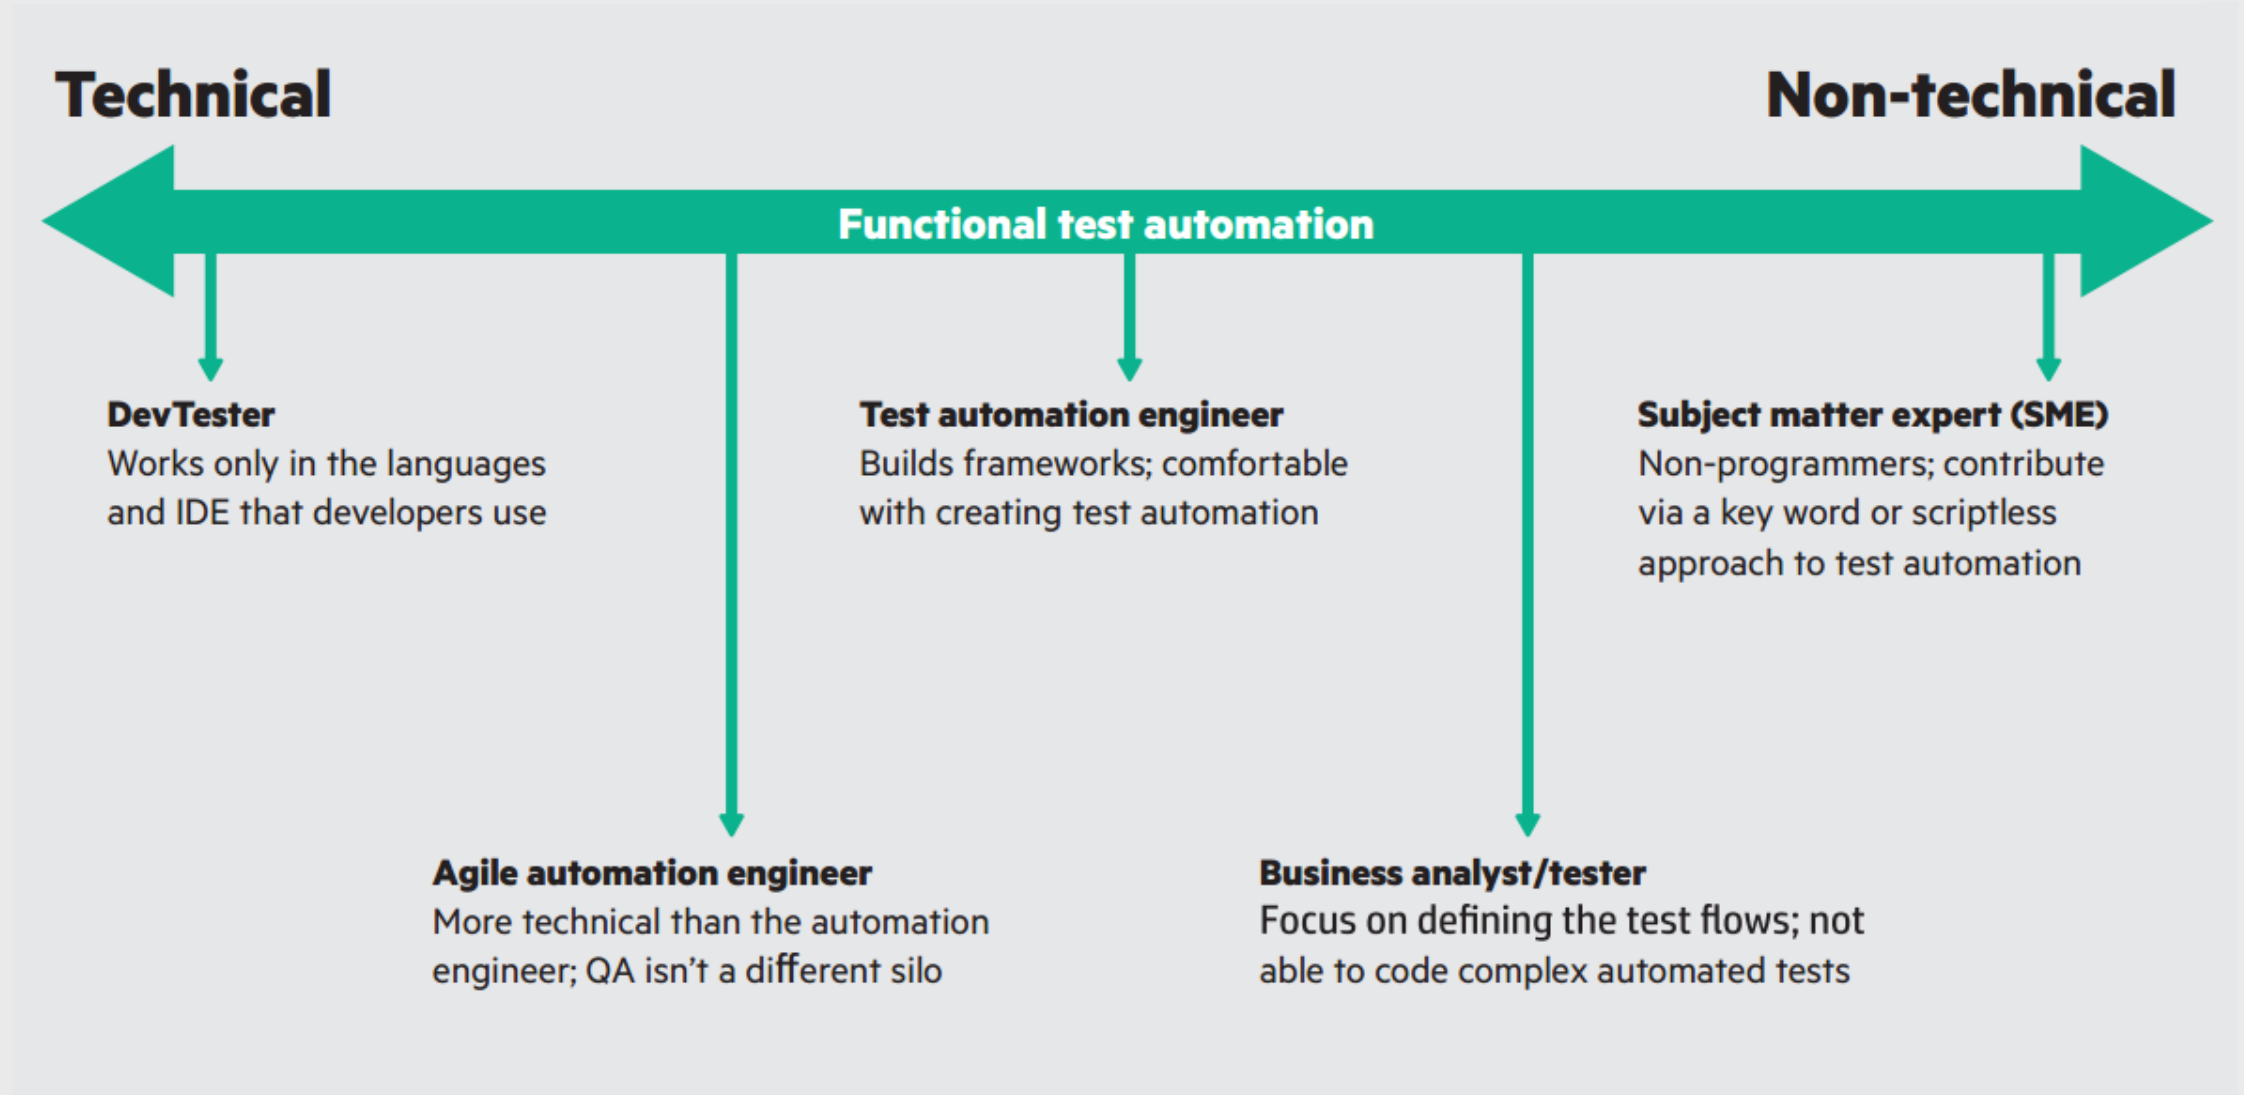 Technical
Non-technical
Functional test automation
DevTester
Works only in the languages
and IDE that developers use
Test automation engineer
Builds frameworks; comfortable
with creating test automation
Subject matter expert (SME)
Non-programmers; contribute
via a key word or scriptless
approach to test automation
Agile automation engineer
More technical than the automation
engineer; QA isn’t a different silo
Business analyst/tester
Focus on defining the test flows; not
able to code complex automated tests